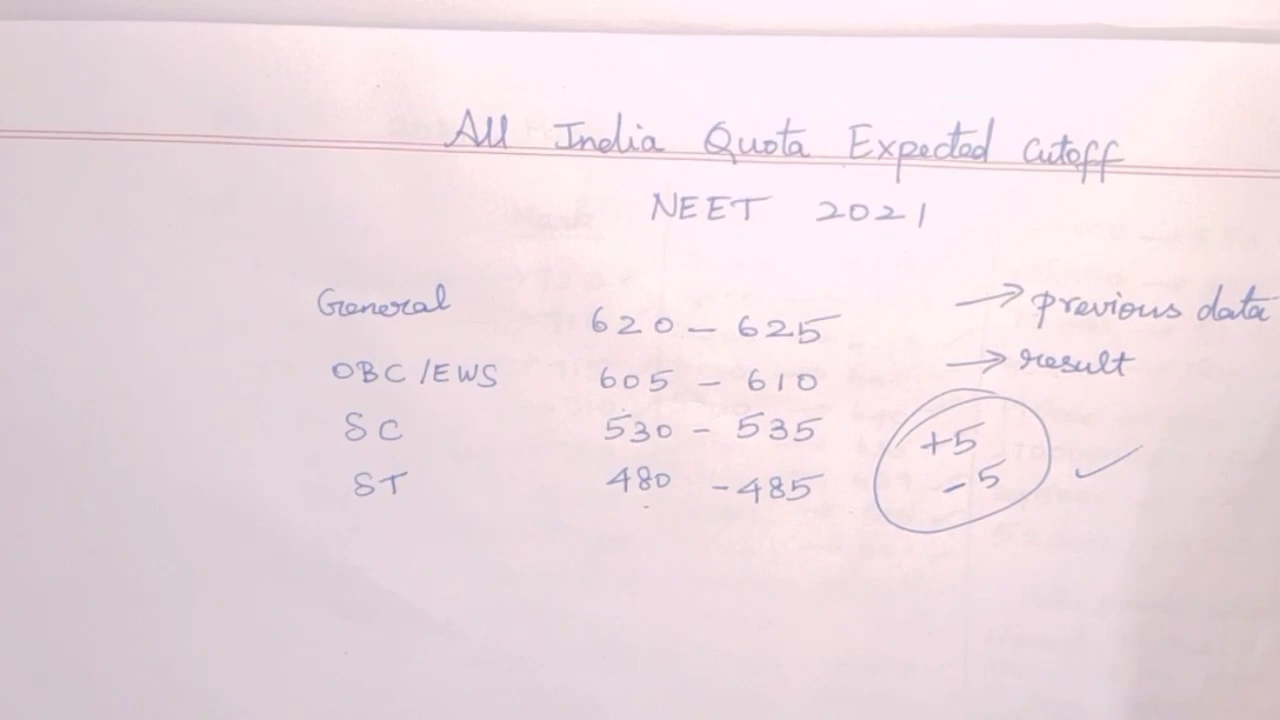 All India Quota Expected Cutoff
NEET 2021
General 620 - 625 → previous data
OBC/EWS 605 - 610 → result
SC 530 - 535 +5
ST 480 - 485 -5 ✓